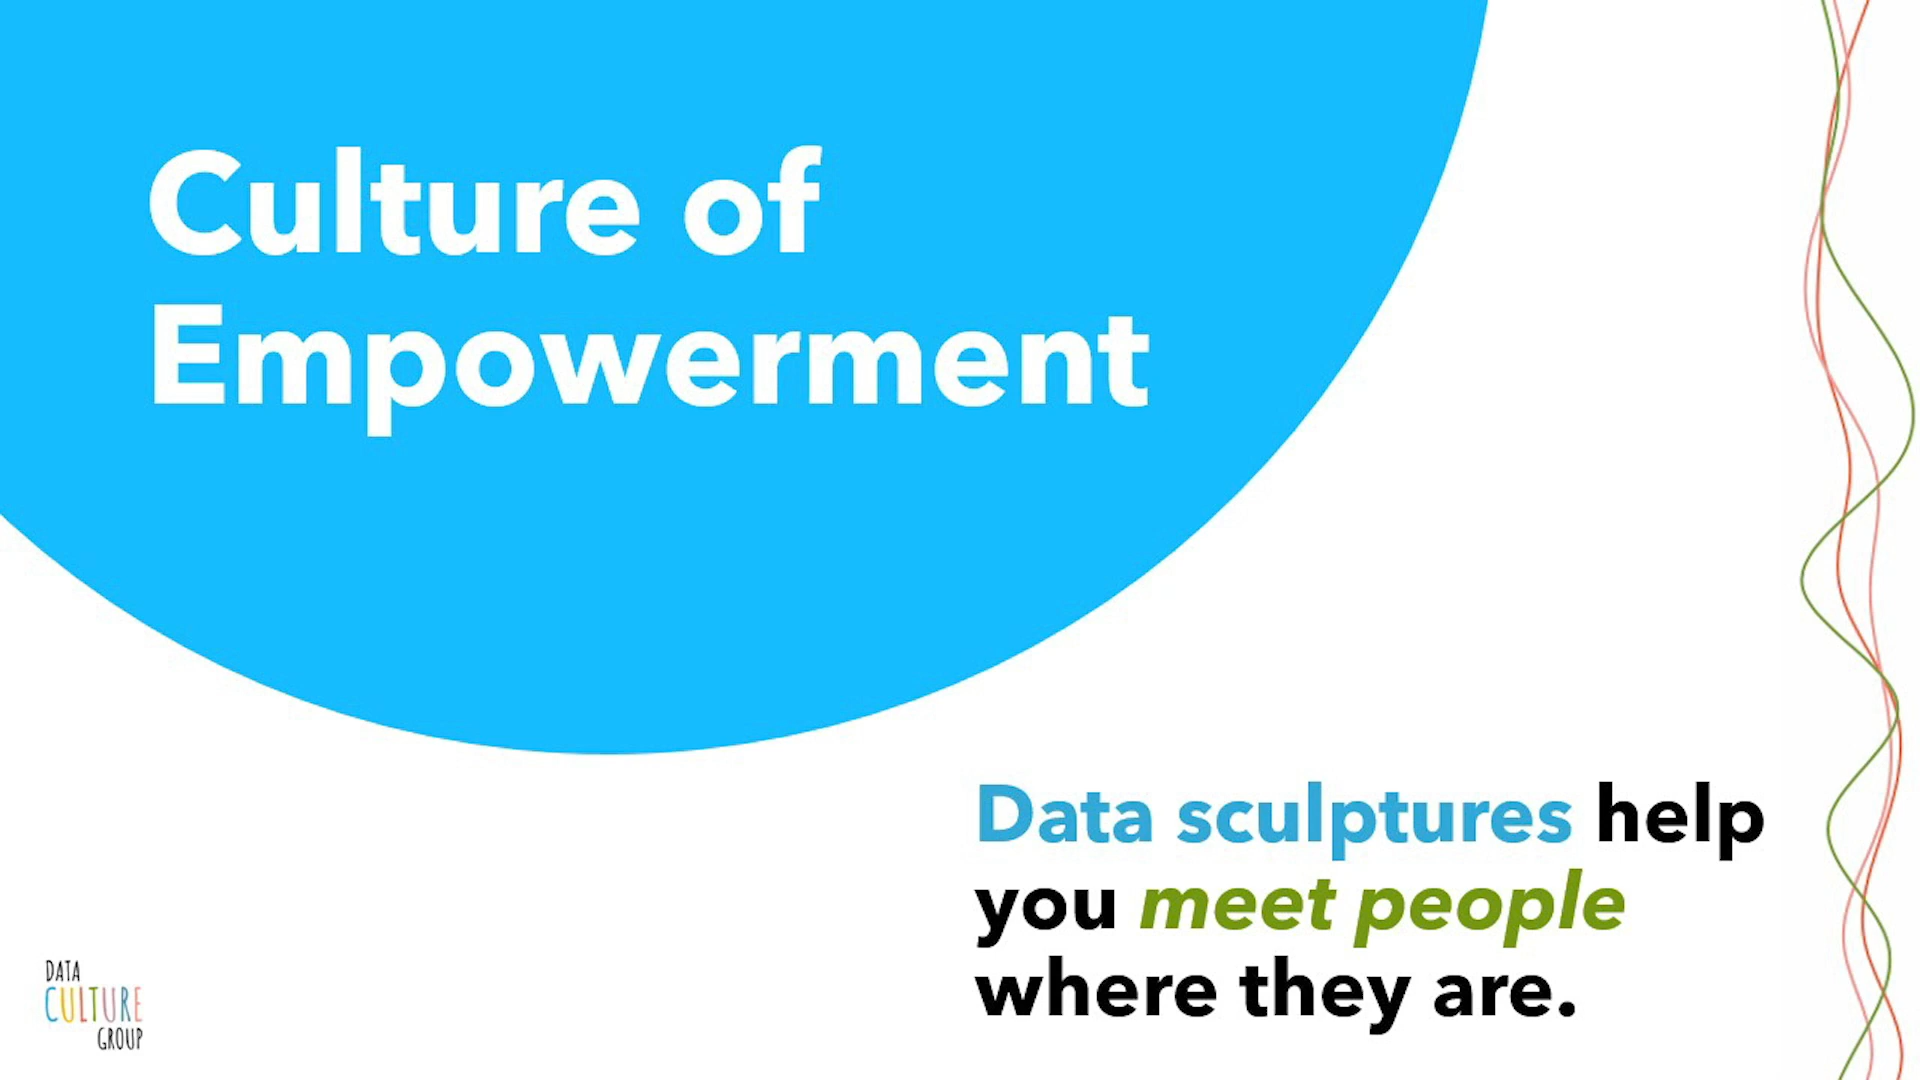 Culture of
Empowerment
Data sculptures help
you meet people
where they are.
DATA
CULTURE
GROUP